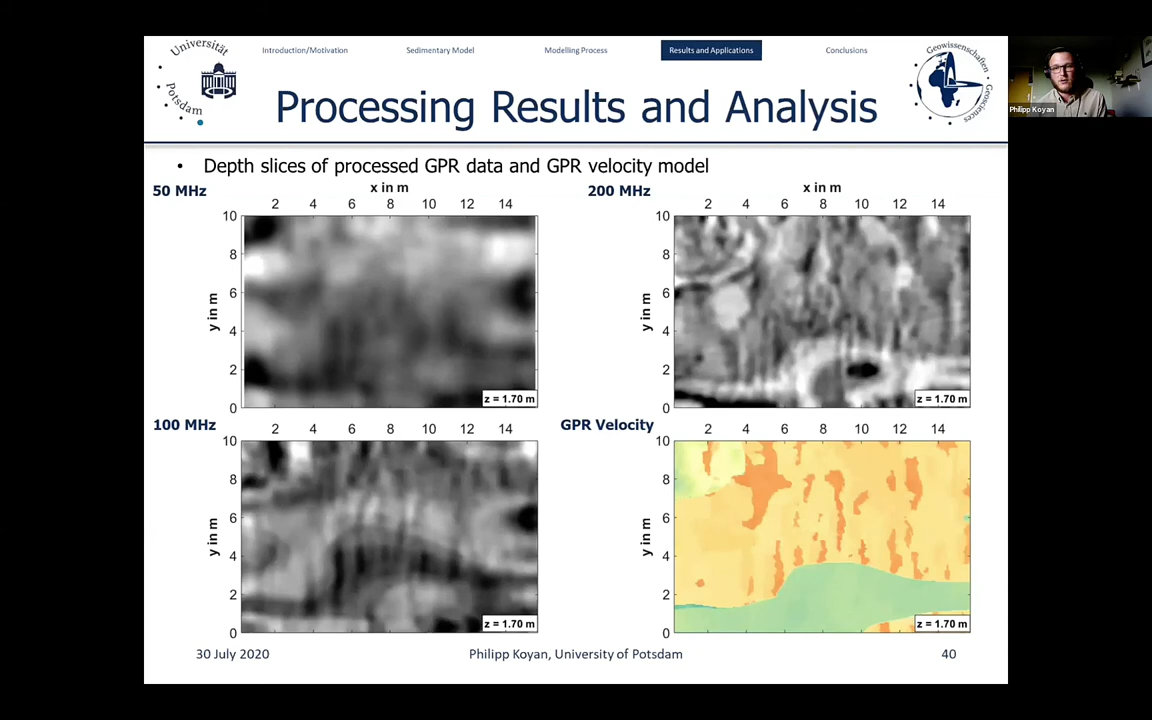 Universität
Potsdam
Introduction/Motivation
Sedimentary Model
Modelling Process
Results and Applications
Conclusions
Geowissenschaften
Geosciences
Philipp Koyan
Processing Results and Analysis
• Depth slices of processed GPR data and GPR velocity model
50 MHz
x in m
2 4 6 8 10 12 14
10
8
6
4
2
0
y in m
z = 1.70 m
200 MHz
x in m
2 4 6 8 10 12 14
10
8
6
4
2
0
y in m
z = 1.70 m
100 MHz
2 4 6 8 10 12 14
10
8
6
4
2
0
y in m
z = 1.70 m
GPR Velocity
2 4 6 8 10 12 14
10
8
6
4
2
0
y in m
z = 1.70 m
30 July 2020
Philipp Koyan, University of Potsdam
40